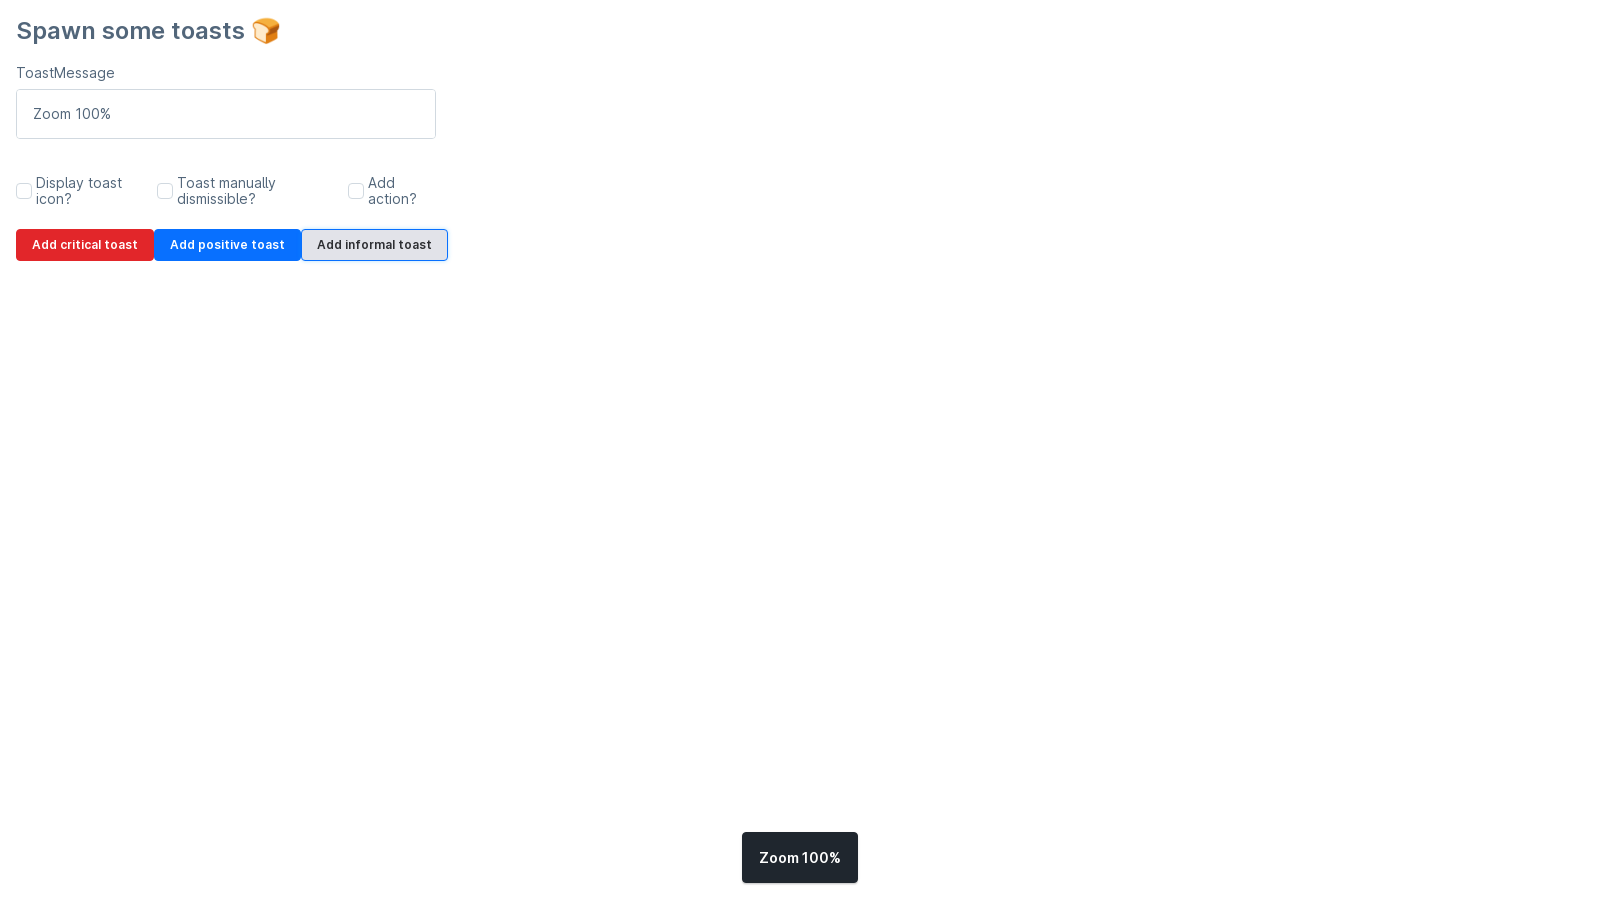 Spawn some toasts 🍞
ToastMessage
Zoom 100%
Display toast
icon?
Toast manually
dismissible?
Add
action?
Add critical toast
Add positive toast
Add informal toast
Zoom 100%